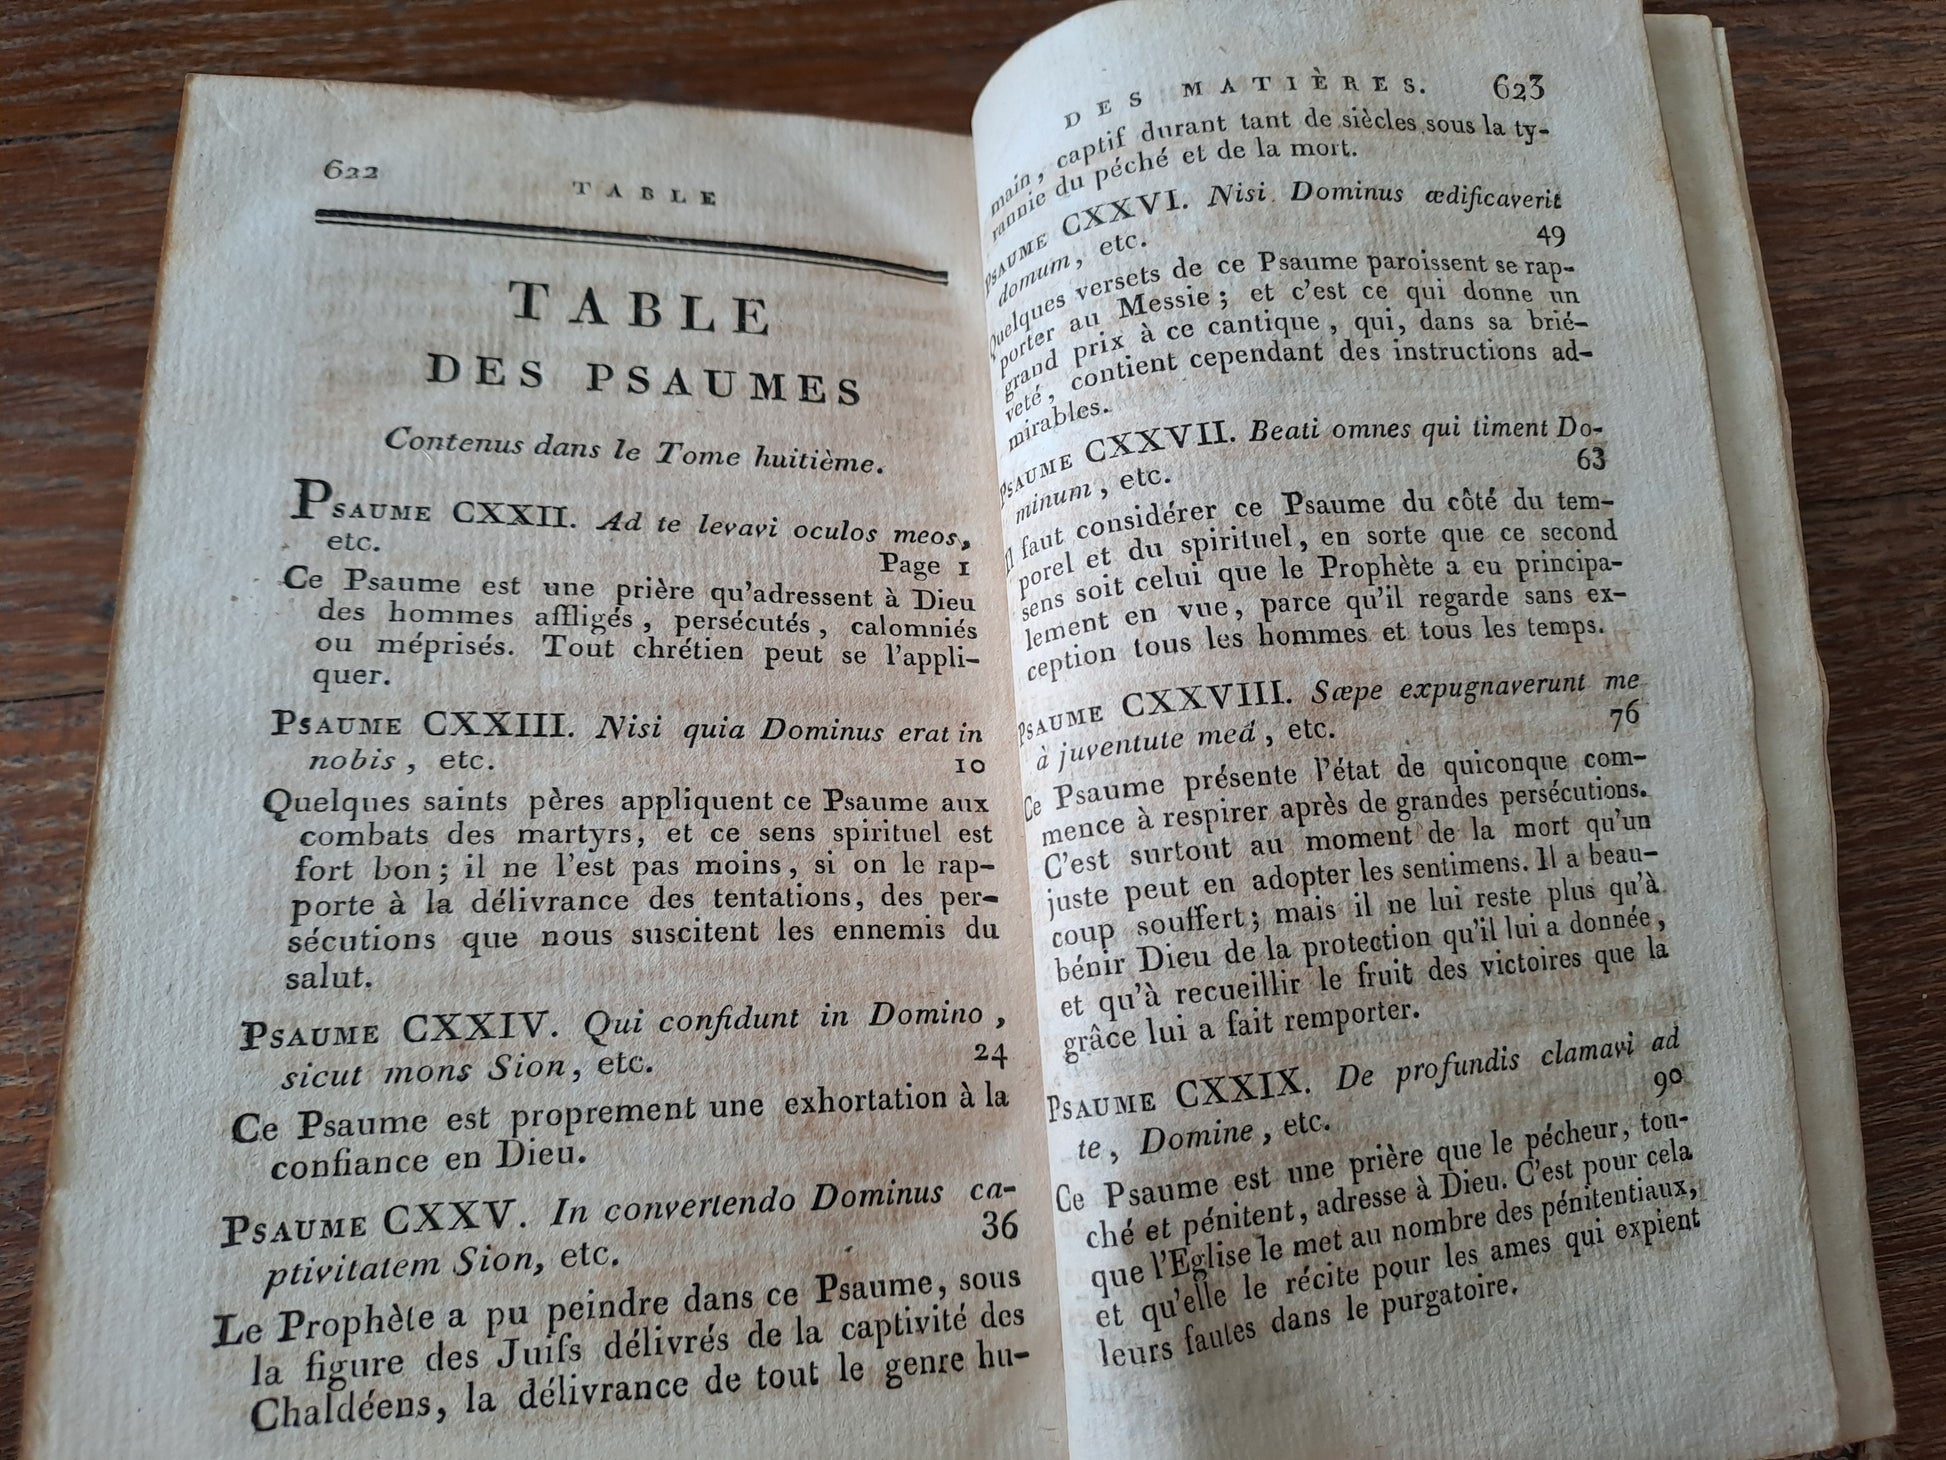 622
TABLE
TABLE
DES PSAUMES
Contenus dans le Tome huitième.
PSAUME CXXII. Ad te levavi oculos meos,
etc. Page 1
Ce Psaume est une prière qu'adressent à Dieu
des hommes affligés, persécutés, calomniés
ou méprisés. Tout chrétien peut se l'appli-
quer.
PSAUME CXXIII. Nisi quia Dominus erat in
nobis, etc. 10
Quelques saints pères appliquent ce Psaume aux
combats des martyrs, et ce sens spirituel est
fort bon; il ne l'est pas moins, si on le rap-
porte à la délivrance des tentations, des per-
sécutions que nous suscitent les ennemis du
salut.
PSAUME CXXIV. Qui confidunt in Domino,
sicut mons Sion, etc. 24
Ce Psaume est proprement une exhortation à la
confiance en Dieu.
PSAUME CXXV. In convertendo Dominus ca-
ptivitatem Sion, etc. 36
Le Prophète a pu peindre dans ce Psaume, sous
la figure des Juifs délivrés de la captivité des
Chaldéens, la délivrance de tout le genre hu-
DES MATIÈRES. 623
main, captif durant tant de siècles sous la ty-
rannie du péché et de la mort.
PSAUME CXXVI. Nisi Dominus ædificaverit
domum, etc. 49
Quelques versets de ce Psaume paroissent se rap-
porter au Messie; et c'est ce qui donne un
grand prix à ce cantique, qui, dans sa brié-
veté, contient cependant des instructions ad-
mirables.
PSAUME CXXVII. Beati omnes qui timent Do-
minum, etc. 63
Il faut considérer ce Psaume du côté du tem-
porel et du spirituel, en sorte que ce second
sens soit celui que le Prophète a eu principa-
lement en vue, parce qu'il regarde sans ex-
ception tous les hommes et tous les temps.
PSAUME CXXVIII. Sæpe expugnaverunt me
à juventute meâ, etc. 76
Ce Psaume présente l'état de quiconque com-
mence à respirer après de grandes persécutions.
C'est surtout au moment de la mort qu'un
juste peut en adopter les sentimens. Il a beau-
coup souffert; mais il ne lui reste plus qu'à
bénir Dieu de la protection qu'il lui a donnée,
et qu'à recueillir le fruit des victoires que la
grâce lui a fait remporter.
PSAUME CXXIX. De profundis clamavi ad
te, Domine, etc. 90
Ce Psaume est une prière que le pécheur, tou-
ché et pénitent, adresse à Dieu. C'est pour cela
que l'Eglise le met au nombre des pénitentiaux,
et qu'elle le récite pour les ames qui expient
leurs fautes dans le purgatoire.